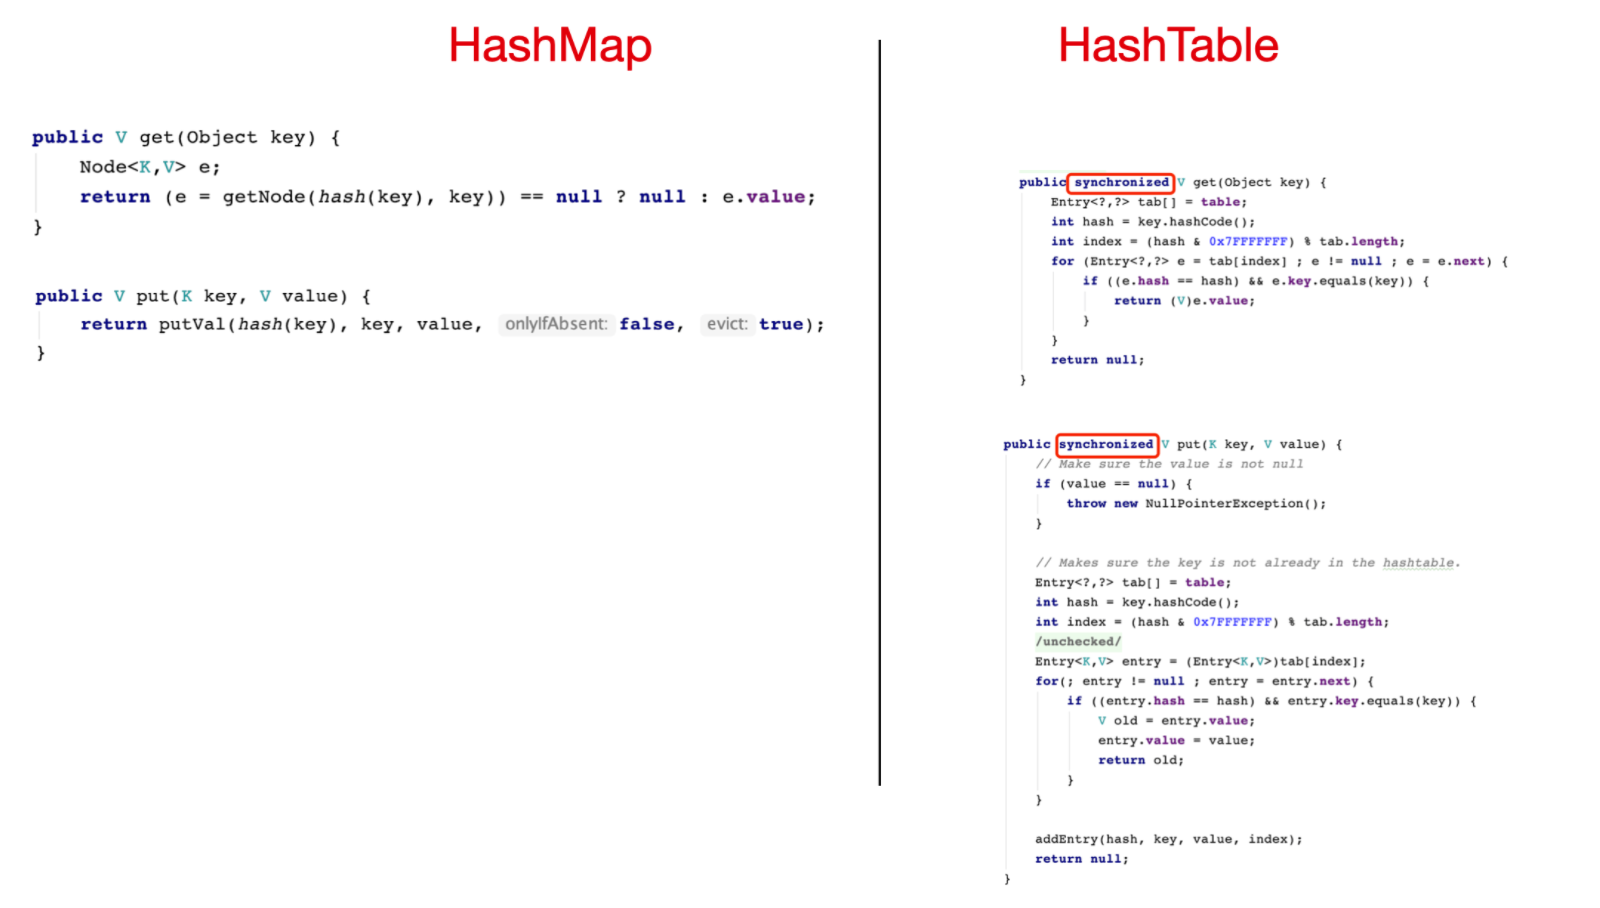 HashMap
public V get(Object key) {
Node<K,V> e;
return (e = getNode(hash(key), key)) == null ? null : e.value;
}
public V put(K key, V value) {
return putVal(hash(key), key, value, onlyIfAbsent: false, evict: true);
}
HashTable
public synchronized V get(Object key) {
Entry<?,?> tab[] = table;
int hash = key.hashCode();
int index = (hash & 0x7FFFFFFF) % tab.length;
for (Entry<?,?> e = tab[index] ; e != null ; e = e.next) {
if ((e.hash == hash) && e.key.equals(key)) {
return (V)e.value;
}
}
return null;
}
public synchronized V put(K key, V value) {
// Make sure the value is not null
if (value == null) {
throw new NullPointerException();
}
// Makes sure the key is not already in the hashtable.
Entry<?,?> tab[] = table;
int hash = key.hashCode();
int index = (hash & 0x7FFFFFFF) % tab.length;
/unchecked/
Entry<K,V> entry = (Entry<K,V>)tab[index];
for(; entry != null ; entry = entry.next) {
if ((entry.hash == hash) && entry.key.equals(key)) {
V old = entry.value;
entry.value = value;
return old;
}
}
addEntry(hash, key, value, index);
return null;
}